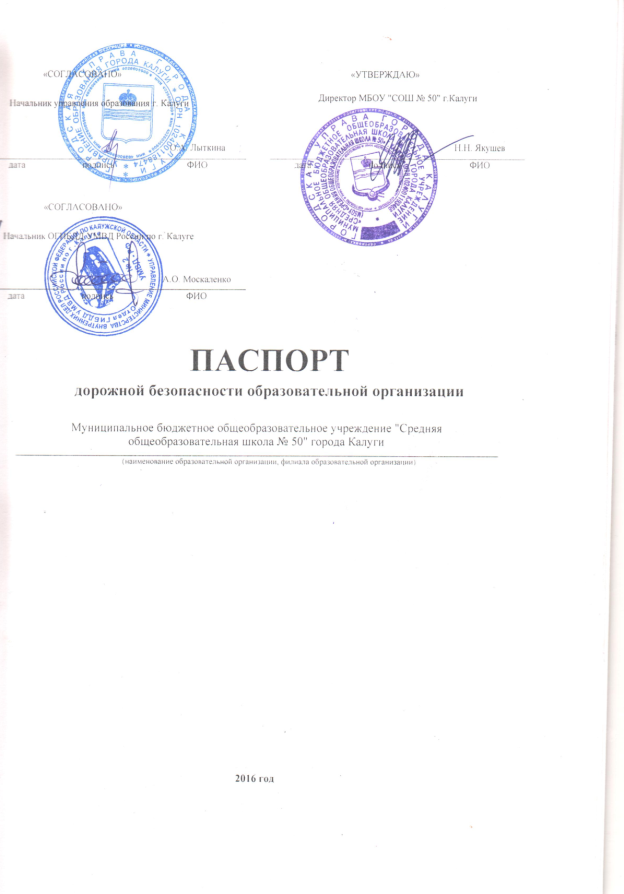 «СОГЛАСОВАНО»
Начальник управления образования г. Калуги
Лыткина
дата подпись ФИО
«УТВЕРЖДАЮ»
Директор МБОУ "СОШ № 50" г.Калуги
П.Н. Якушев
дата подпись ФИО
«СОГЛАСОВАНО»
Начальник ОГИБДД УМВД России по г. Калуге
А.О. Москаленко
дата подпись ФИО
ПАСПОРТ
дорожной безопасности образовательной организации
Муниципальное бюджетное общеобразовательное учреждение "Средняя
общеобразовательная школа № 50" города Калуги
(наименование образовательной организации, филиала образовательной организации)
2016 год